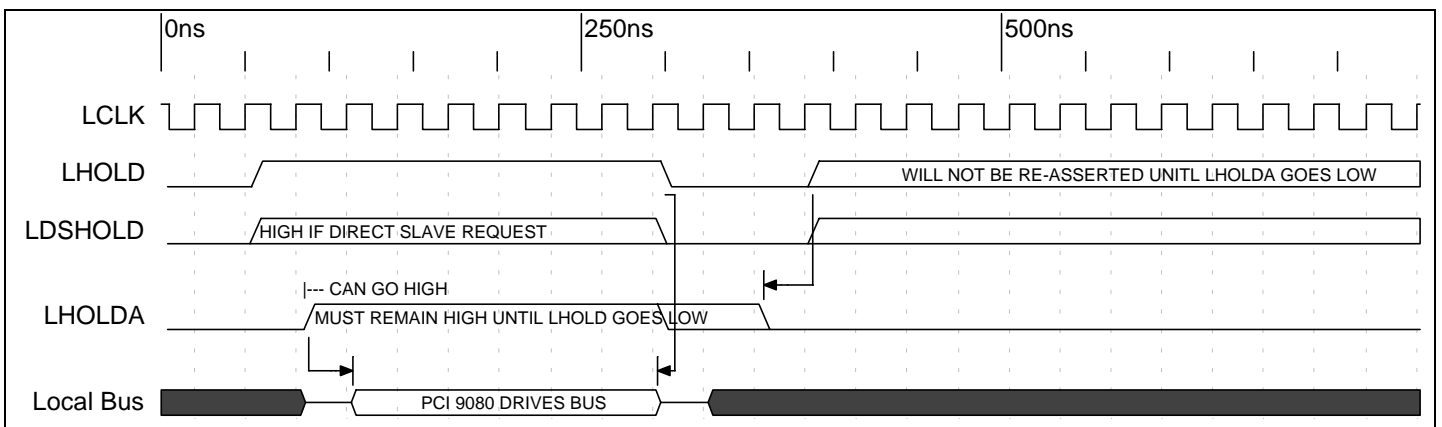 0ns 250ns 500ns
LCLK
LHOLD WILL NOT BE RE-ASSERTED UNITL LHOLDA GOES LOW
LDSHOLD HIGH IF DIRECT SLAVE REQUEST
|--- CAN GO HIGH
LHOLDA MUST REMAIN HIGH UNTIL LHOLD GOES LOW
Local Bus PCI 9080 DRIVES BUS